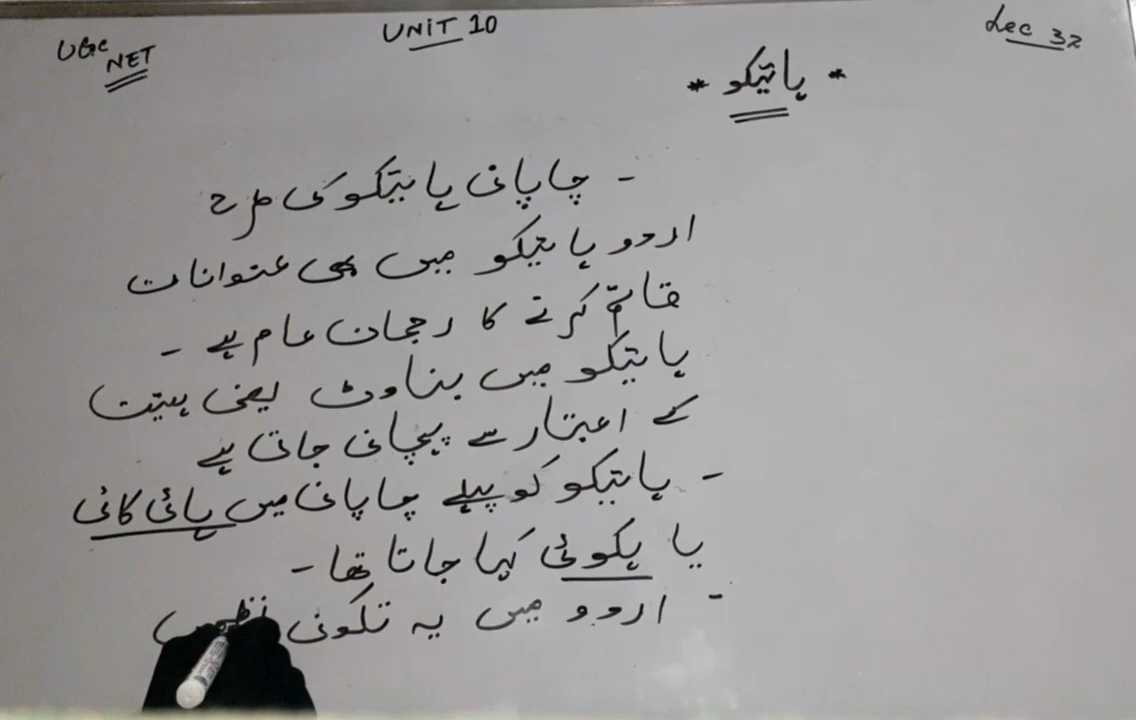 UGC NET
UNIT 10
Lec 32
* ہائیکو *
- جاپانی ہائیکو کی طرح
اردو ہائیکو میں بھی عنوانات
قائم کرنے کا رجحان عام ہے -
ہائیکو میں بناوٹ یعنی ہیئت
کے اعتبار سے پہچانی جاتی ہے
- ہائیکو کو پہلے جاپانی میں ہائی کائی
یا ہکوئی کہا جاتا تھا -
- اردو میں یہ تکونی